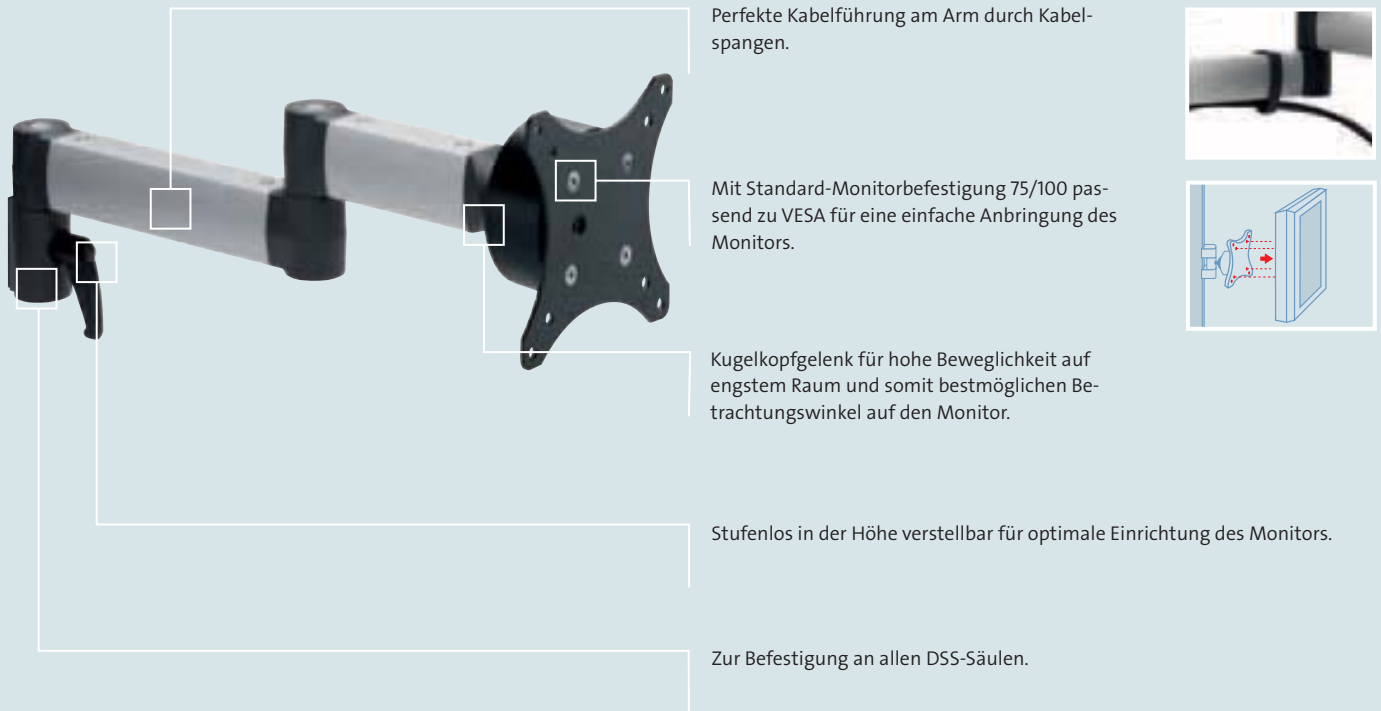 Perfekte Kabelführung am Arm durch Kabel-
spangen.
Mit Standard-Monitorbefestigung 75/100 pas-
send zu VESA für eine einfache Anbringung des
Monitors.
Kugelkopfgelenk für hohe Beweglichkeit auf
engstem Raum und somit bestmöglichen Be-
trachtungswinkel auf den Monitor.
Stufenlos in der Höhe verstellbar für optimale Einrichtung des Monitors.
Zur Befestigung an allen DSS-Säulen.